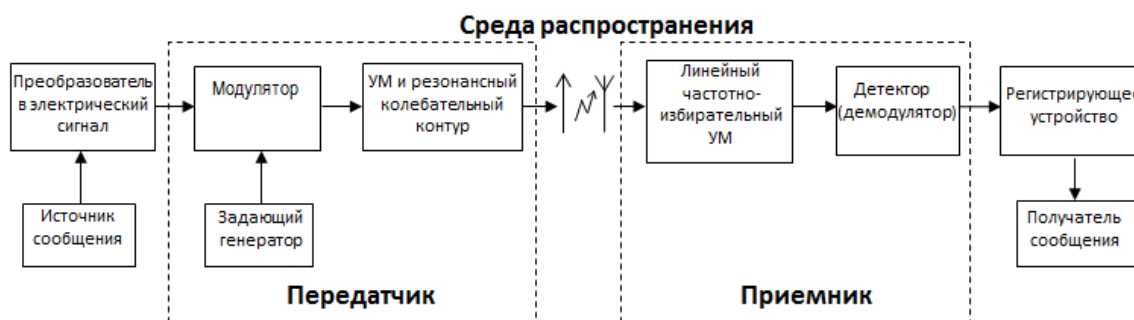 Среда распространения
Преобразователь
в электрический
сигнал
Модулятор
УМ и резонансный
колебательный
контур
Линейный
частотно-
избирательный
УМ
Детектор
(демодулятор)
Регистрирующее
устройство
Источник
сообщения
Задающий
генератор
Получатель
сообщения
Передатчик
Приемник